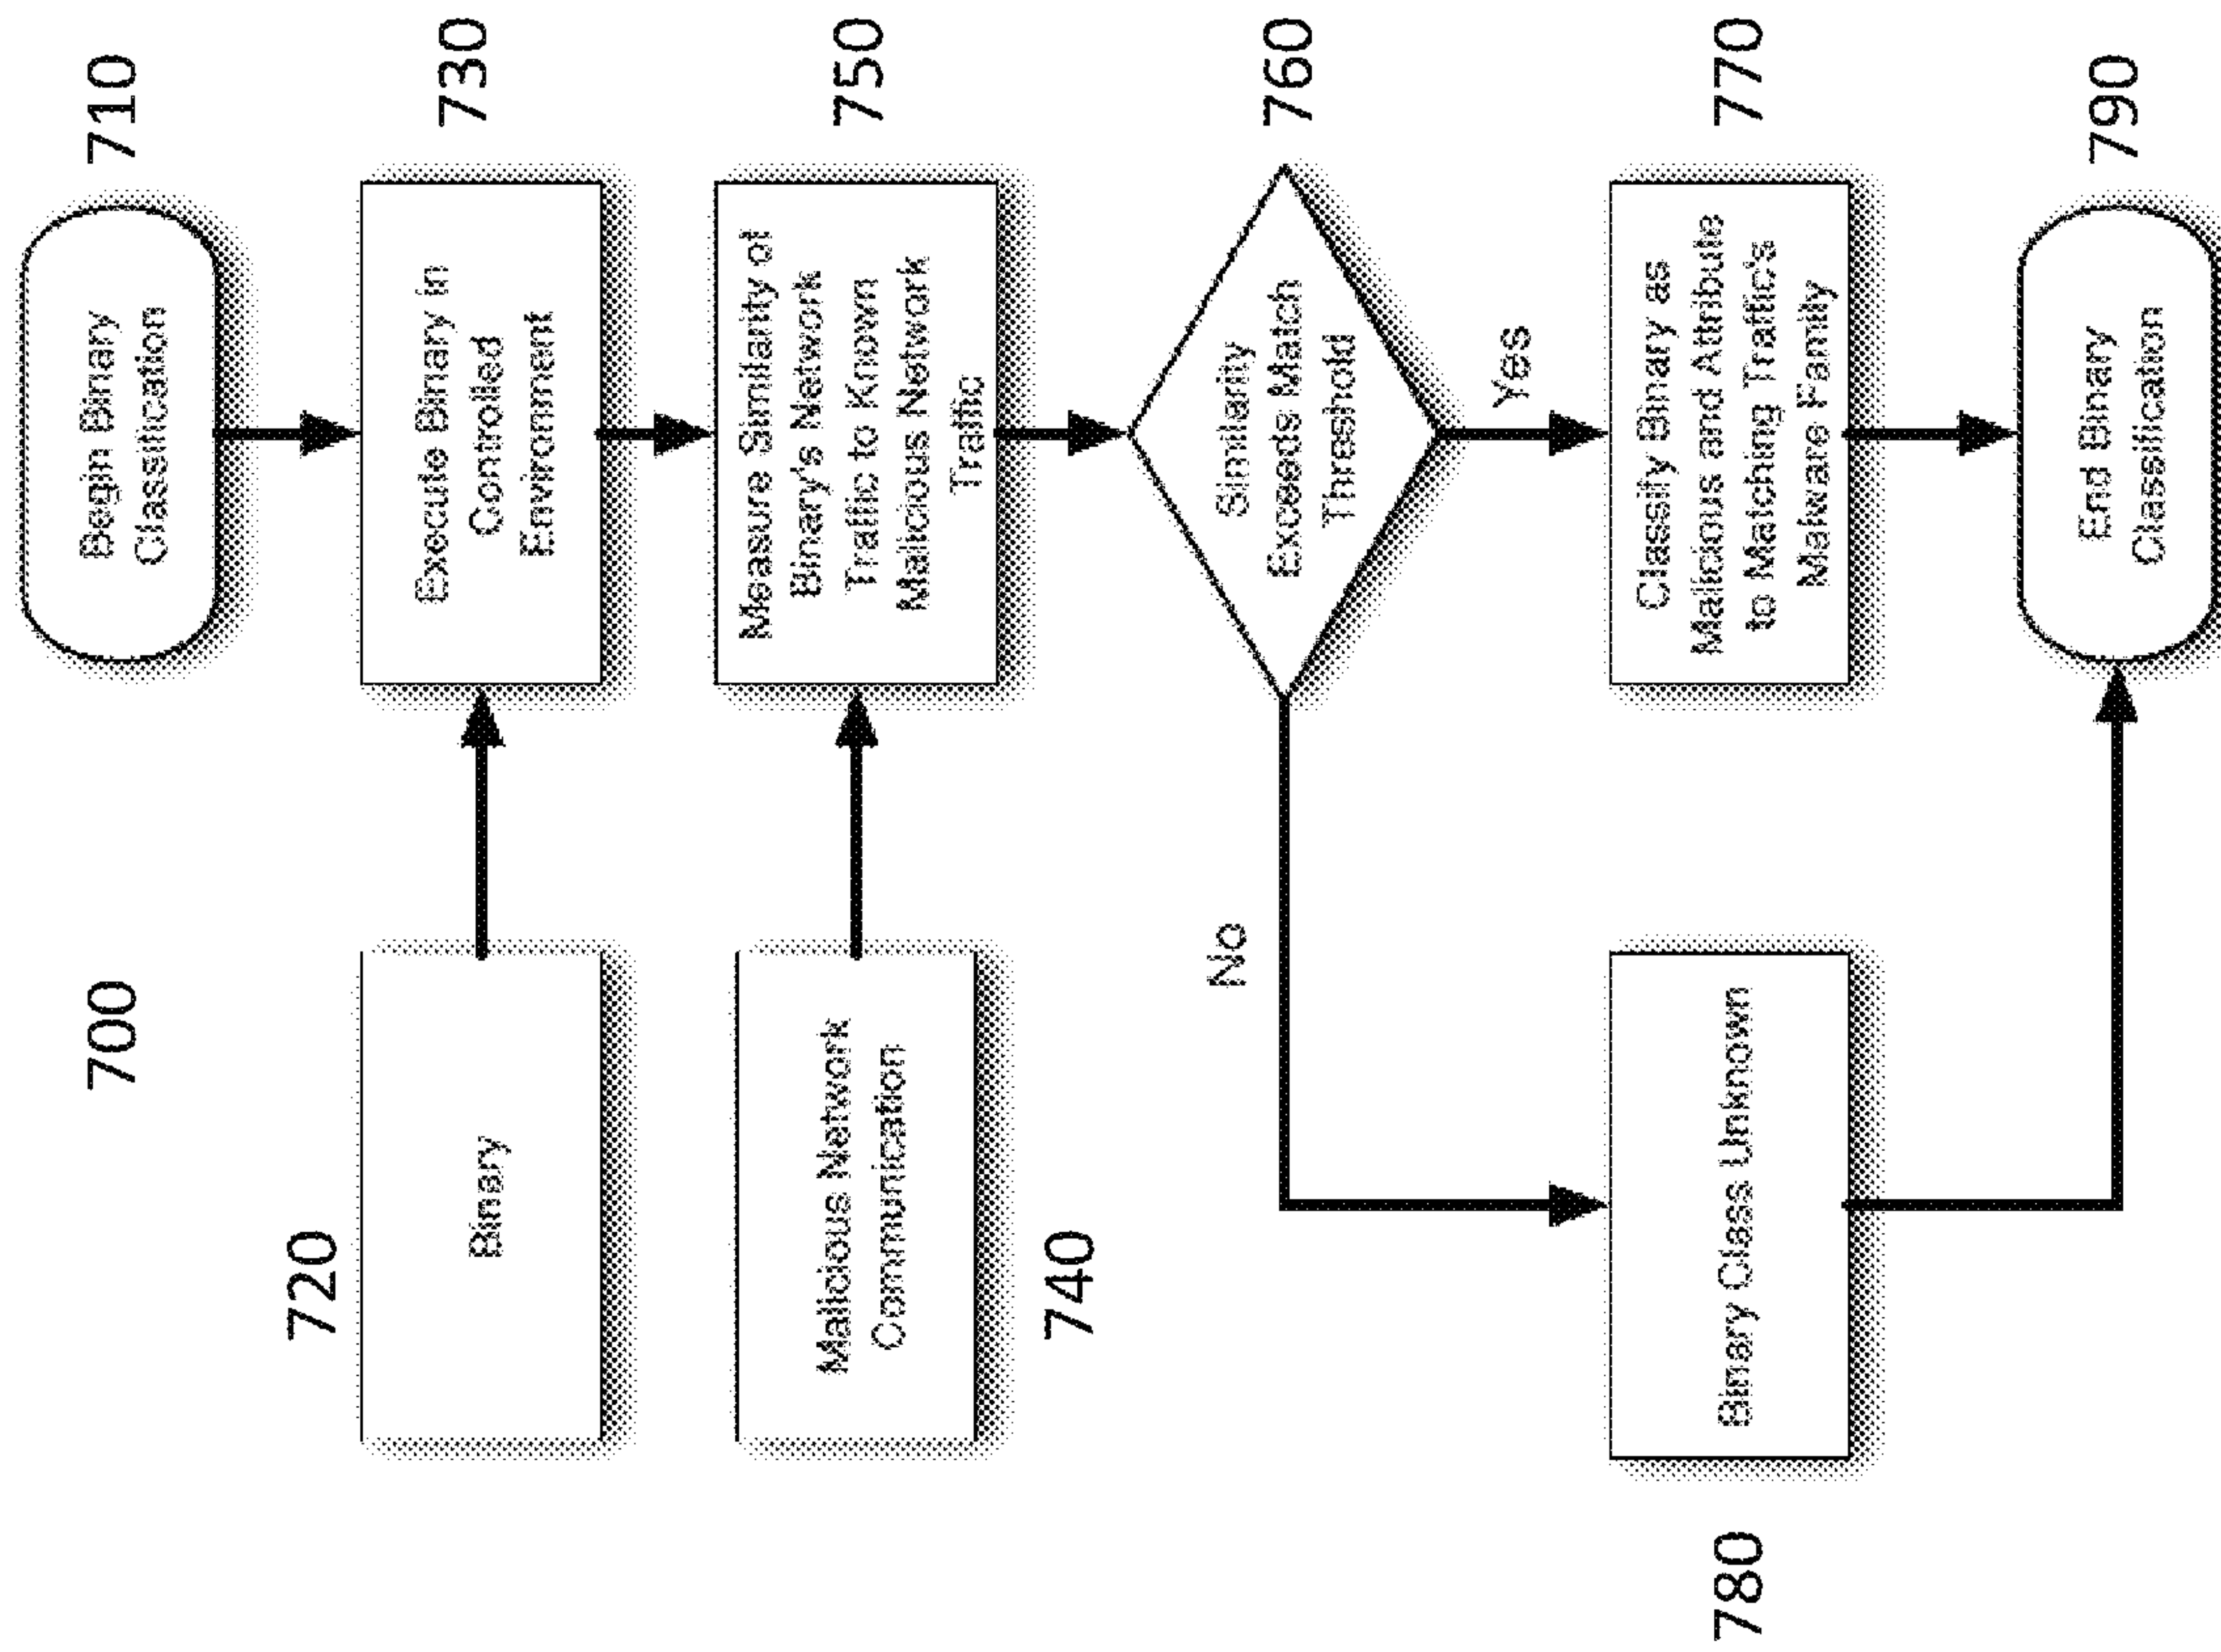 700
710
Begin Binary
Classification
720
Binary
730
Execute Binary in
Controlled
Environment
740
Malicious Network
Communication
750
Measure Similarity of
Binary's Network
Traffic to Known
Malicious Network
Traffic
760
Similarity
Exceeds Match
Threshold
No
Yes
780
Binary Class Unknown
770
Classify Binary as
Malicious and Attribute
to Matching Traffic's
Malware Family
790
End Binary
Classification